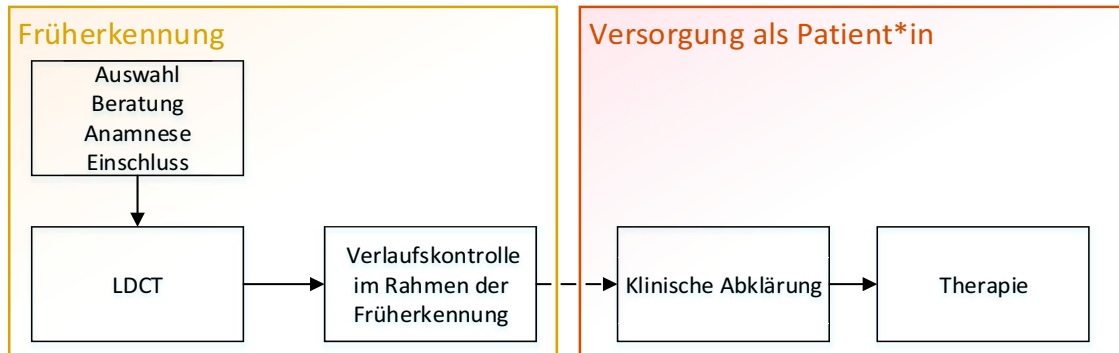 Früherkennung
Auswahl
Beratung
Anamnese
Einschluss
LDCT
Verlaufskontrolle
im Rahmen der
Früherkennung
Versorgung als Patient*in
Klinische Abklärung
Therapie